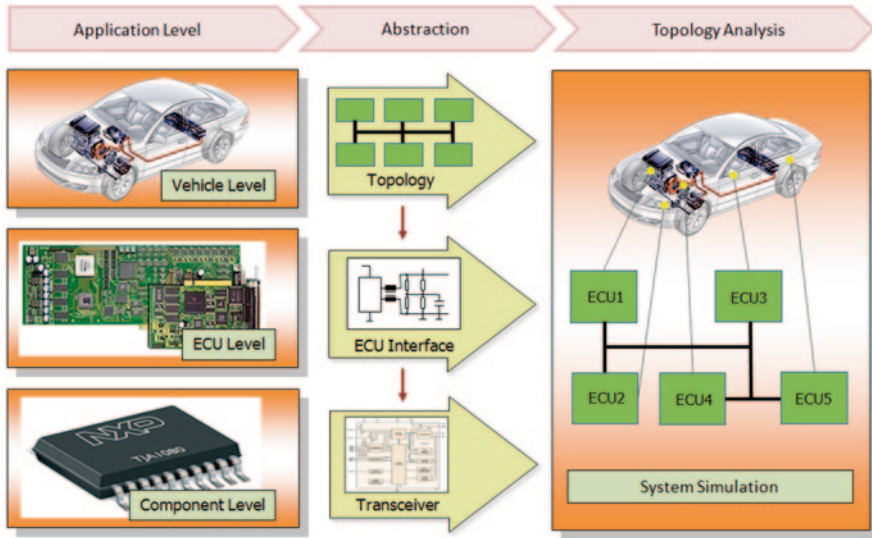 Application Level
Abstraction
Topology Analysis
Vehicle Level
Topology
ECU Level
ECU Interface
NXP
TJA1080
Component Level
Transceiver
ECU1
ECU3
ECU2
ECU4
ECU5
System Simulation